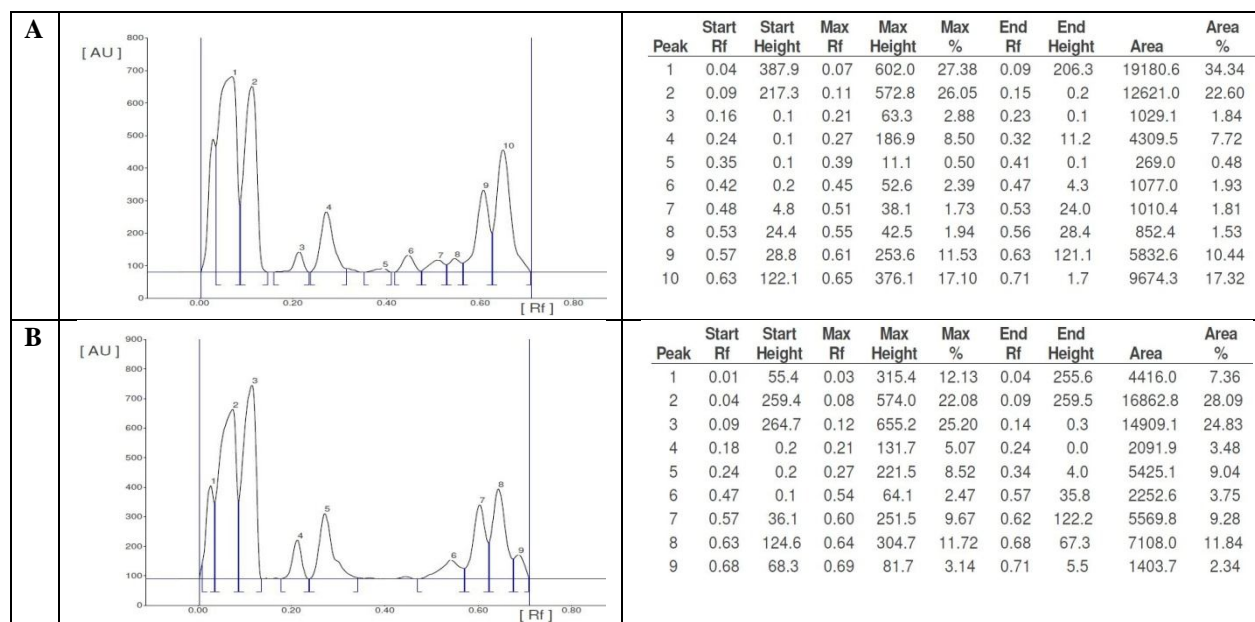 A
[ AU ]
800
700
600
500
400
300
200
100
0
0.00 0.20 0.40 0.60 0.80
[ Rf ]
1 2 3 4 5 6 7 8 9 10
Start Start Max Max Max End End Area
Peak Rf Height Rf Height % Rf Height Area %
1 0.04 387.9 0.07 602.0 27.38 0.09 206.3 19180.6 34.34
2 0.09 217.3 0.11 572.8 26.05 0.15 0.2 12621.0 22.60
3 0.16 0.1 0.21 63.3 2.88 0.23 0.1 1029.1 1.84
4 0.24 0.1 0.27 186.9 8.50 0.32 11.2 4309.5 7.72
5 0.35 0.1 0.39 11.1 0.50 0.41 0.1 269.0 0.48
6 0.42 0.2 0.45 52.6 2.39 0.47 4.3 1077.0 1.93
7 0.48 4.8 0.51 38.1 1.73 0.53 24.0 1010.4 1.81
8 0.53 24.4 0.55 42.5 1.94 0.56 28.4 852.4 1.53
9 0.57 28.8 0.61 253.6 11.53 0.63 121.1 5832.6 10.44
10 0.63 122.1 0.65 376.1 17.10 0.71 1.7 9674.3 17.32
B
[ AU ]
900
800
700
600
500
400
300
200
100
0
0.00 0.20 0.40 0.60 0.80
[ Rf ]
1 2 3 4 5 6 7 8 9
Start Start Max Max Max End End Area
Peak Rf Height Rf Height % Rf Height Area %
1 0.01 55.4 0.03 315.4 12.13 0.04 255.6 4416.0 7.36
2 0.04 259.4 0.08 574.0 22.08 0.09 259.5 16862.8 28.09
3 0.09 264.7 0.12 655.2 25.20 0.14 0.3 14909.1 24.83
4 0.18 0.2 0.21 131.7 5.07 0.24 0.0 2091.9 3.48
5 0.24 0.2 0.27 221.5 8.52 0.34 4.0 5425.1 9.04
6 0.47 0.1 0.54 64.1 2.47 0.57 35.8 2252.6 3.75
7 0.57 36.1 0.60 251.5 9.67 0.62 122.2 5569.8 9.28
8 0.63 124.6 0.64 304.7 11.72 0.68 67.3 7108.0 11.84
9 0.68 68.3 0.69 81.7 3.14 0.71 5.5 1403.7 2.34